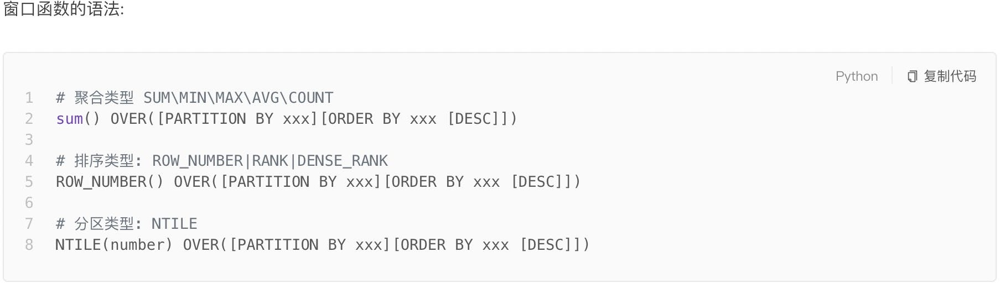 窗口函数的语法:
Python 复制代码
1 # 聚合类型 SUM\MIN\MAX\AVG\COUNT
2 sum() OVER([PARTITION BY xxx][ORDER BY xxx [DESC]])
3
4 # 排序类型: ROW_NUMBER|RANK|DENSE_RANK
5 ROW_NUMBER() OVER([PARTITION BY xxx][ORDER BY xxx [DESC]])
6
7 # 分区类型: NTILE
8 NTILE(number) OVER([PARTITION BY xxx][ORDER BY xxx [DESC]])